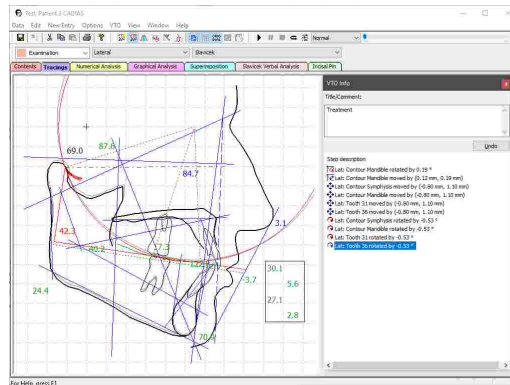 Test, Patient J CADIAS
Data Edit New Entry Options VTO View Window Help
Normal
Examination
Lateral
Slavicek
Contents
Tracings
Numerical Analysis
Graphical Analysis
Superimposition
Slavicek Verbal Analysis
Incisal Pin
VTO Info
Title/Comment:
Treatment
Undo
Step description
Lat: Contour Mandible rotated by 0.19 °
Lat: Contour Mandible moved by (0.12 mm, 0.19 mm)
Lat: Contour Symphysis moved by (-0.80 mm, 1.10 mm)
Lat: Contour Mandible moved by (-0.80 mm, 1.10 mm)
Lat: Tooth 31 moved by (-0.80 mm, 1.10 mm)
Lat: Tooth 36 moved by (-0.80 mm, 1.10 mm)
Lat: Contour Symphysis rotated by -0.53 °
Lat: Contour Mandible rotated by -0.53 °
Lat: Tooth 31 rotated by -0.53 °
Lat: Tooth 36 rotated by -0.53 °
69.0
87.6
84.7
42.3
3.1
-3.7
24.4
30.1
5.6
27.1
2.8
For Help, press F1